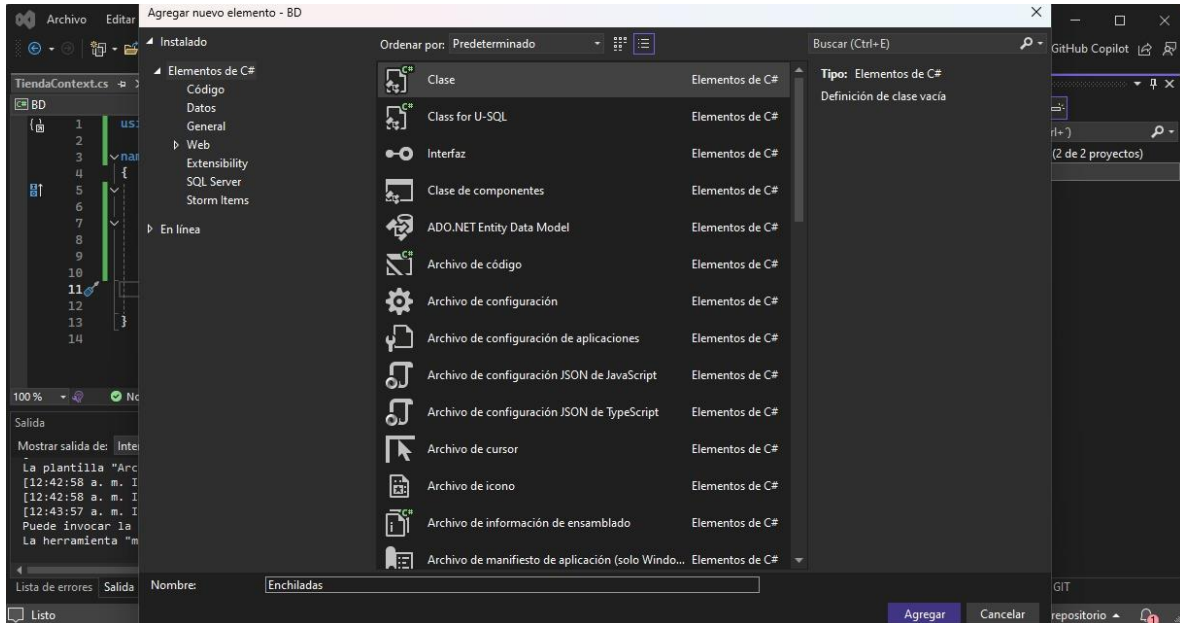 Archivo Editar
Agregar nuevo elemento - BD
GitHub Copilot
TiendaContext.cs
BD
1 usi
2
3 nam
4 {
5
6
7
8
9
10
11
12
13 }
14
100 %
Salida
Mostrar salida de: Inte
La plantilla "Arc
[12:42:58 a. m. I
[12:42:58 a. m. I
[12:43:57 a. m. I
Puede invocar la
La herramienta "m
Lista de errores Salida
Listo
Instalado
Elementos de C#
Código
Datos
General
Web
Extensibility
SQL Server
Storm Items
En línea
Ordenar por: Predeterminado
Buscar (Ctrl+E)
Clase Elementos de C#
Class for U-SQL Elementos de C#
Interfaz Elementos de C#
Clase de componentes Elementos de C#
ADO.NET Entity Data Model Elementos de C#
Archivo de código Elementos de C#
Archivo de configuración Elementos de C#
Archivo de configuración de aplicaciones Elementos de C#
Archivo de configuración JSON de JavaScript Elementos de C#
Archivo de configuración JSON de TypeScript Elementos de C#
Archivo de cursor Elementos de C#
Archivo de icono Elementos de C#
Archivo de información de ensamblado Elementos de C#
Archivo de manifiesto de aplicación (solo Windo... Elementos de C#
Tipo: Elementos de C#
Definición de clase vacía
Nombre: Enchiladas
Agregar Cancelar
(2 de 2 proyectos)
GIT
repositorio
1